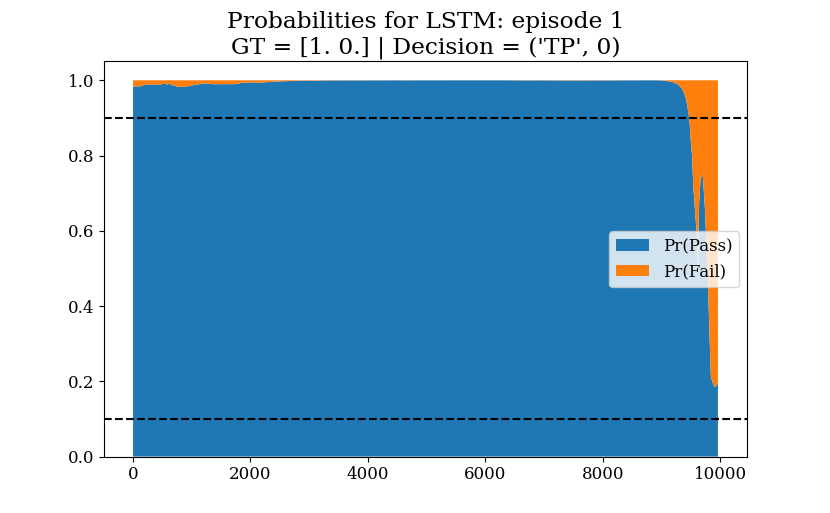 Probabilities for LSTM: episode 1
GT = [1. 0.] | Decision = ('TP', 0)
1.0
0.8
0.6
0.4
0.2
0.0
Pr(Pass)
Pr(Fail)
0 2000 4000 6000 8000 10000